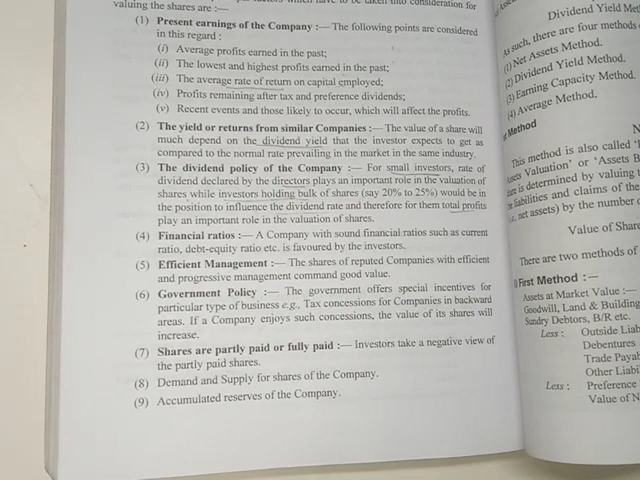 valuing the shares are :—
(1) Present earnings of the Company :— The following points are considered
in this regard :
(i) Average profits earned in the past;
(ii) The lowest and highest profits earned in the past;
(iii) The average rate of return on capital employed;
(iv) Profits remaining after tax and preference dividends;
(v) Recent events and those likely to occur, which will affect the profits.
(2) The yield or returns from similar Companies :— The value of a share will
much depend on the dividend yield that the investor expects to get as
compared to the normal rate prevailing in the market in the same industry.
(3) The dividend policy of the Company :— For small investors, rate of
dividend declared by the directors plays an important role in the valuation of
shares while investors holding bulk of shares (say 20% to 25%) would be in
the position to influence the dividend rate and therefore for them total profits
play an important role in the valuation of shares.
(4) Financial ratios :— A Company with sound financial ratios such as current
ratio, debt-equity ratio etc. is favoured by the investors.
(5) Efficient Management :— The shares of reputed Companies with efficient
and progressive management command good value.
(6) Government Policy :— The government offers special incentives for
particular type of business e.g., Tax concessions for Companies in backward
areas. If a Company enjoys such concessions, the value of its shares will
increase.
(7) Shares are partly paid or fully paid :— Investors take a negative view of
the partly paid shares.
(8) Demand and Supply for shares of the Company.
(9) Accumulated reserves of the Company.
Dividend Yield
As such, there are four methods
(1) Net Assets Method.
(2) Dividend Yield Method.
(3) Earning Capacity Method.
(4) Average Method.
Method
This method is also called
Valuation' or 'Assets
is determined by valuing
liabilities and claims of the
net assets) by the number
Value of
There are two methods of
First Method :—
Assets at Market Value :—
Goodwill, Land & Building
Sundry Debtors, B/R etc.
Less : Outside
Debentures
Trade
Other
Less : Preference
Value of